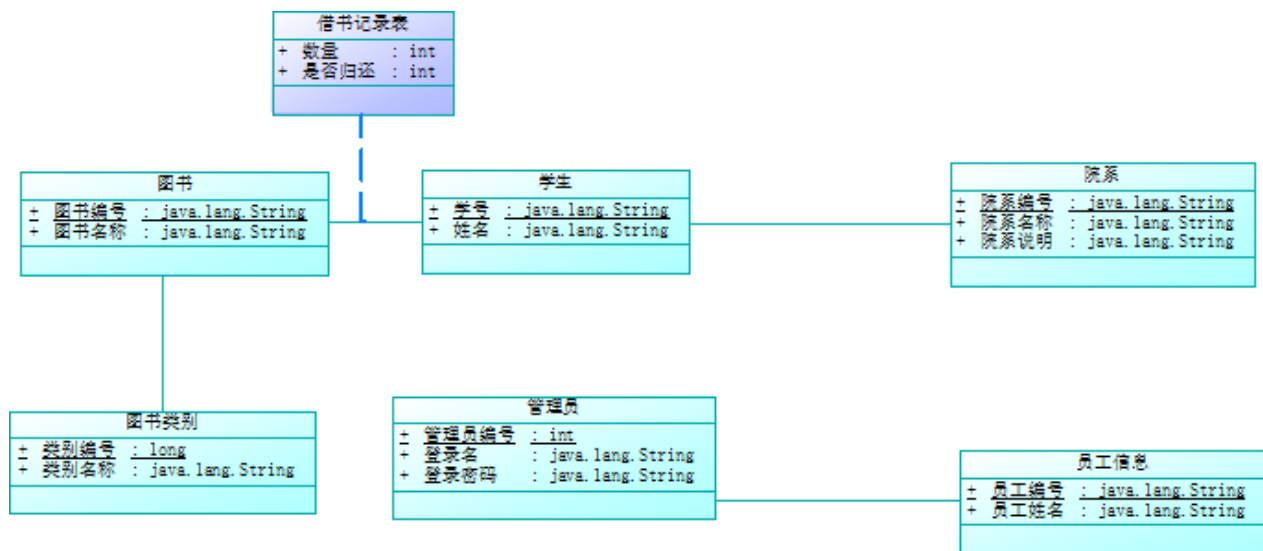 借书记录表
+ 数量 : int
+ 是否归还 : int
图书
+ 图书编号 : java.lang.String
+ 图书名称 : java.lang.String
学生
+ 学号 : java.lang.String
+ 姓名 : java.lang.String
院系
+ 院系编号 : java.lang.String
+ 院系名称 : java.lang.String
+ 院系说明 : java.lang.String
图书类别
+ 类别编号 : long
+ 类别名称 : java.lang.String
管理员
+ 管理员编号 : int
+ 登录名 : java.lang.String
+ 登录密码 : java.lang.String
员工信息
+ 员工编号 : java.lang.String
+ 员工姓名 : java.lang.String